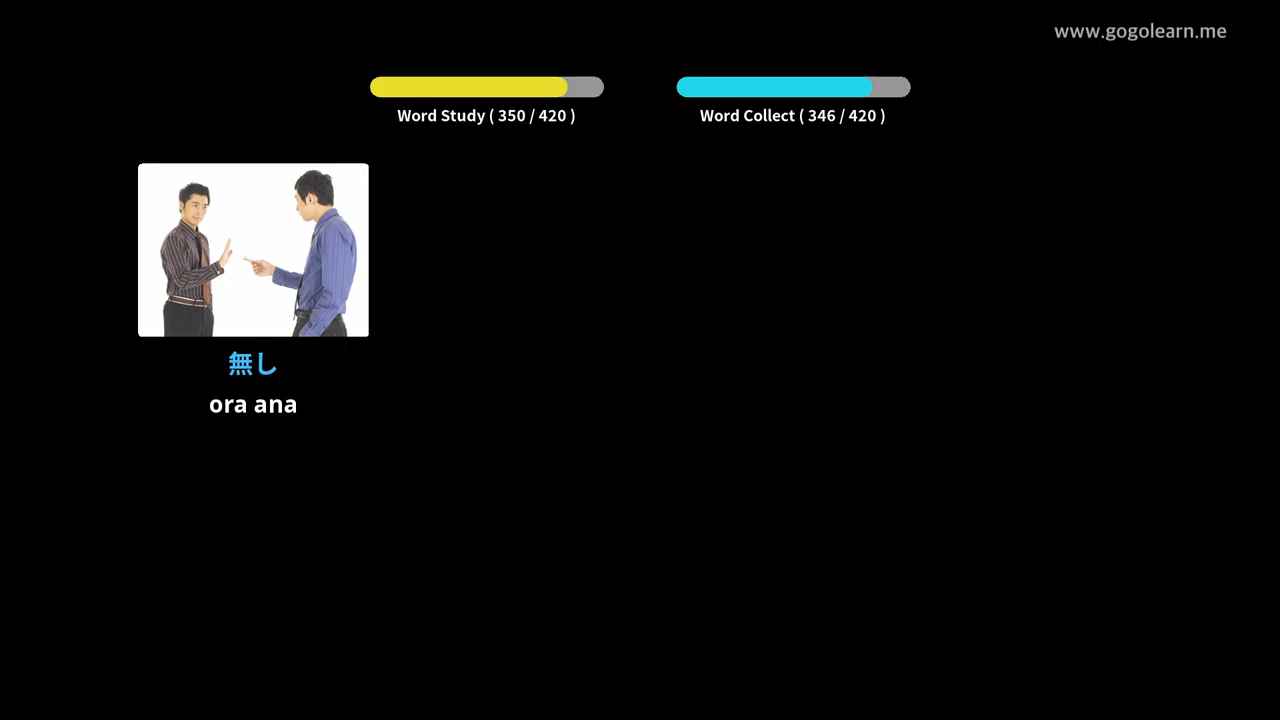 www.gogolearn.me
Word Study ( 350 / 420 )
Word Collect ( 346 / 420 )
無し
ora ana